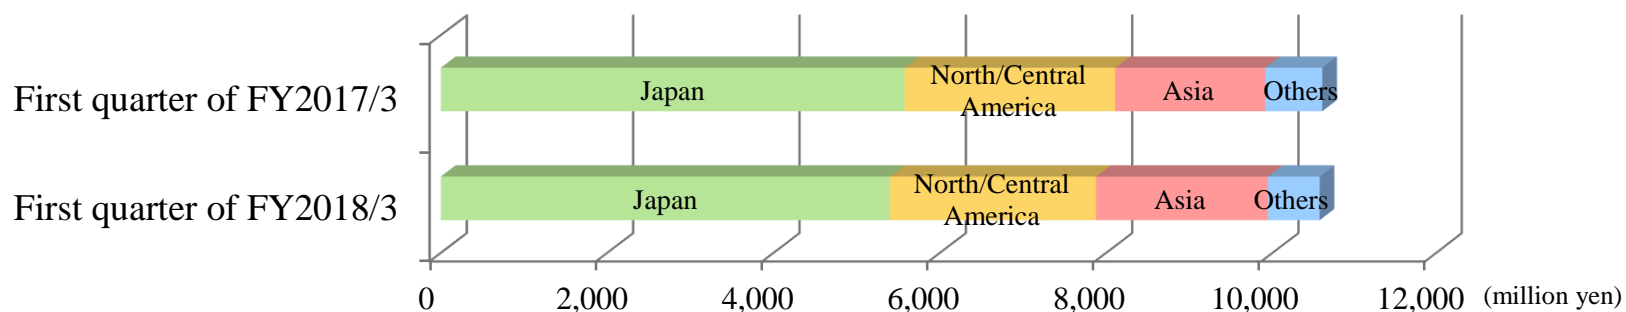 First quarter of FY2017/3
Japan
North/Central
America
Asia
Others
First quarter of FY2018/3
Japan
North/Central
America
Asia
Others
0 2,000 4,000 6,000 8,000 10,000 12,000 (million yen)